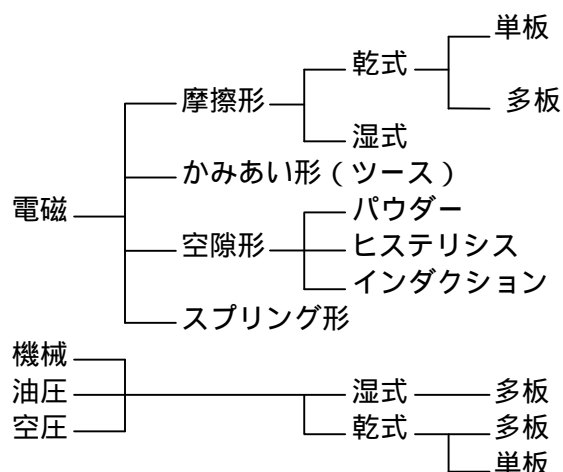 単板
乾式
摩擦形
多板
湿式
かみあい形（ツース）
電磁
パウダー
空隙形
ヒステリシス
インダクション
スプリング形
機械
油圧
湿式
多板
空圧
乾式
多板
単板